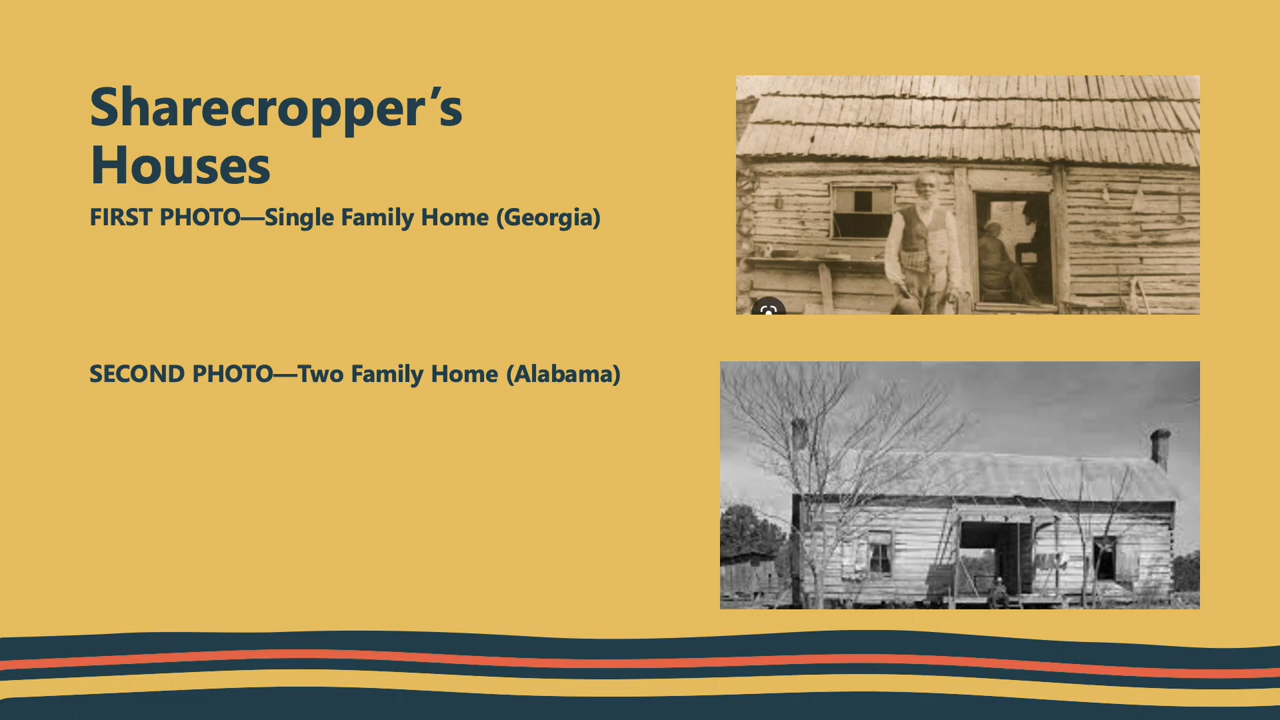 Sharecropper’s
Houses
FIRST PHOTO—Single Family Home (Georgia)
SECOND PHOTO—Two Family Home (Alabama)